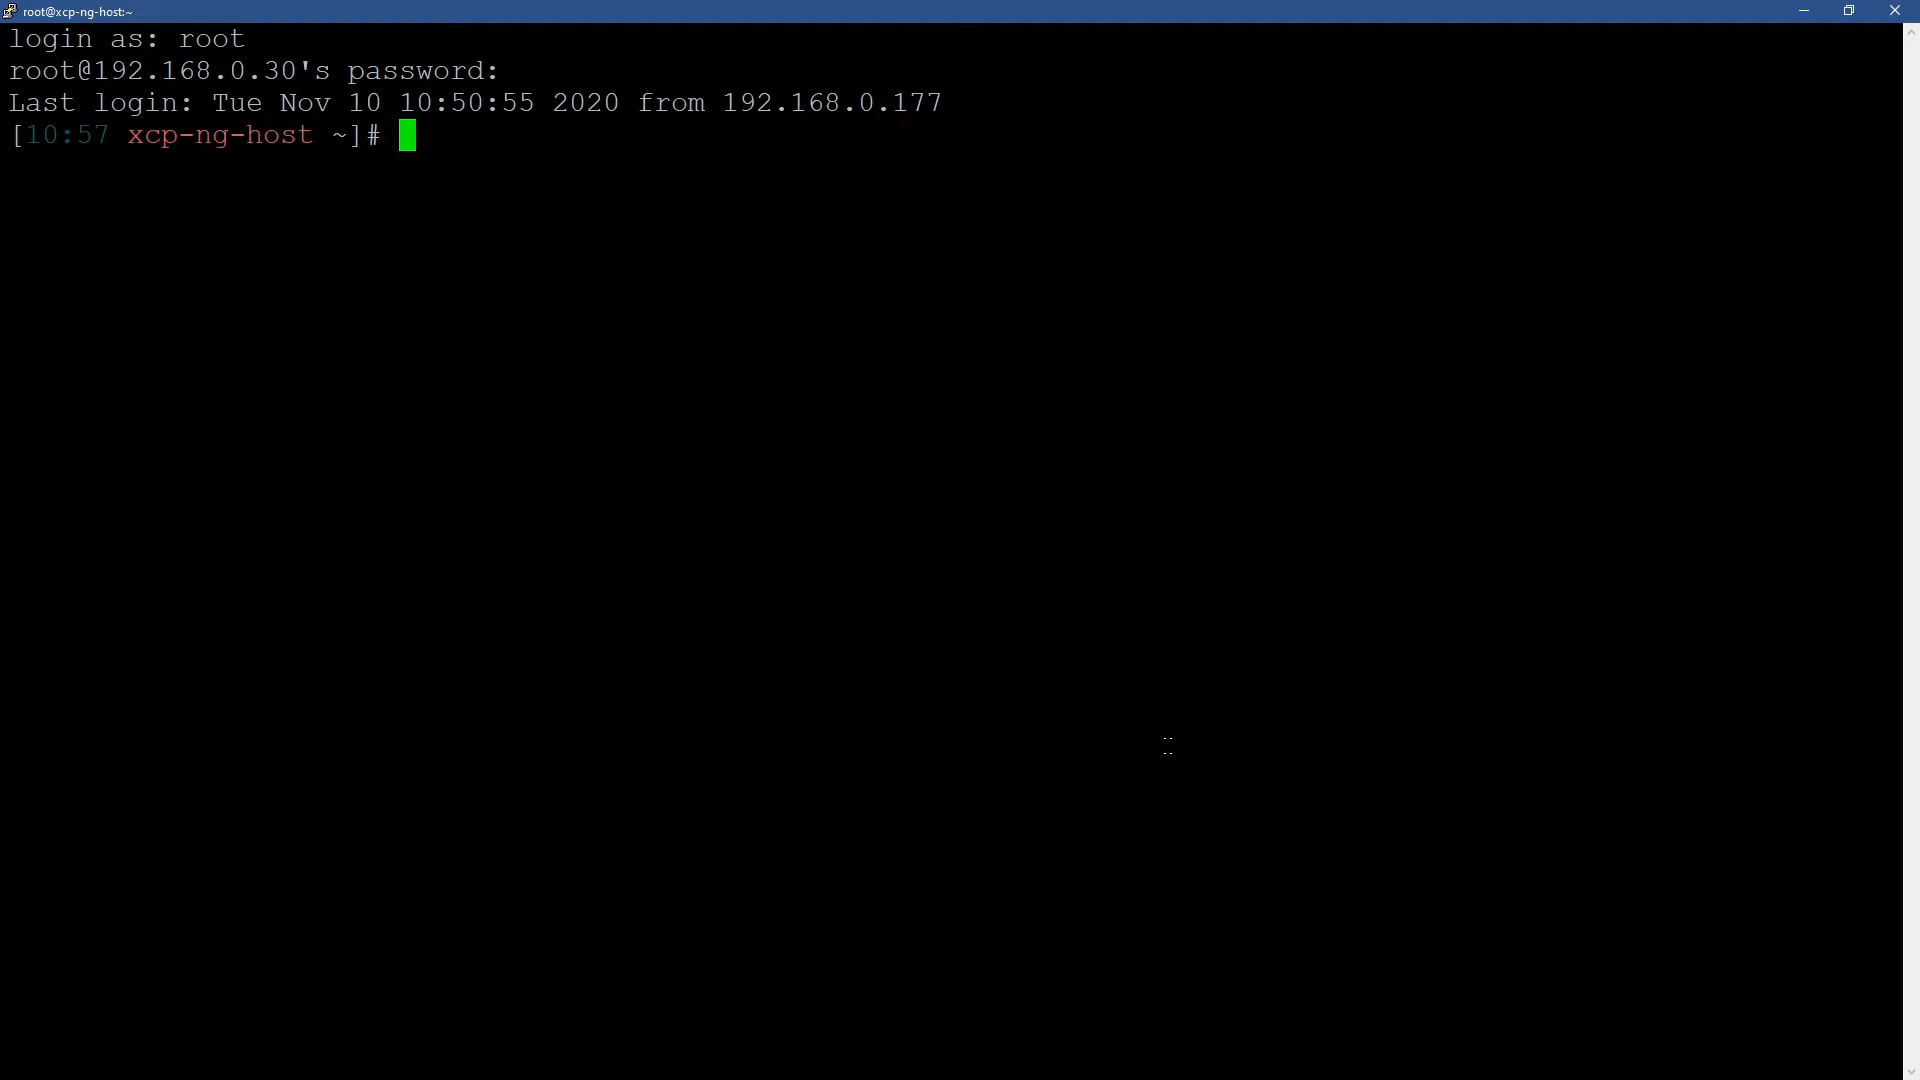 root@xcp-ng-host:~
login as: root
root@192.168.0.30's password:
Last login: Tue Nov 10 10:50:55 2020 from 192.168.0.177
[10:57 xcp-ng-host ~]#